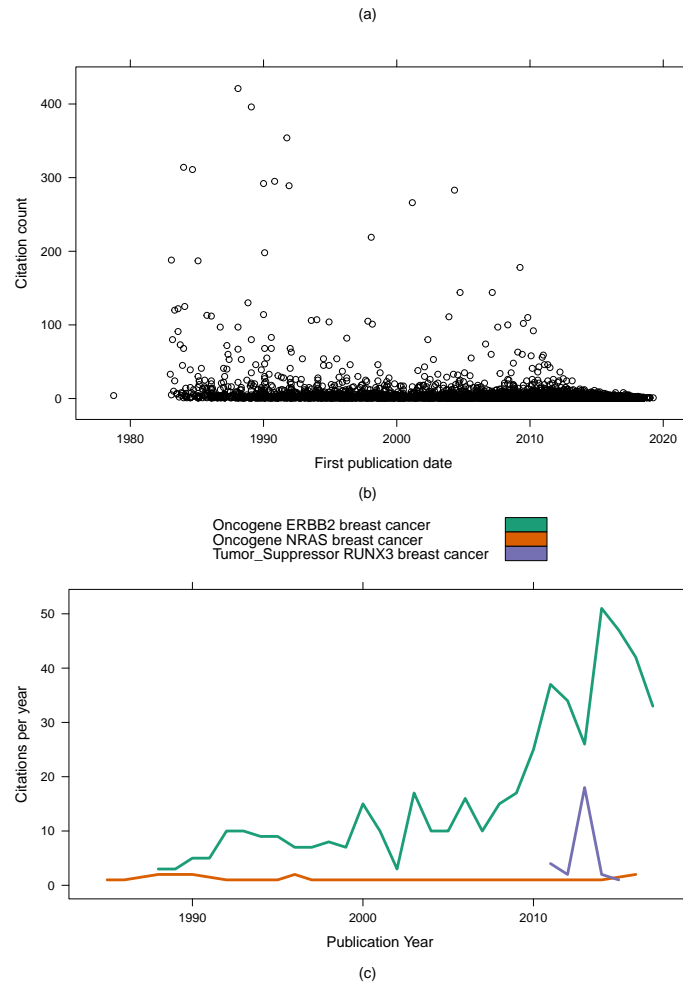 (a)
400
300
200
100
0
Citation count
1980
1990
2000
2010
2020
First publication date
(b)
Oncogene ERBB2 breast cancer
Oncogene NRAS breast cancer
Tumor_Suppressor RUNX3 breast cancer
50
40
30
20
10
0
Citations per year
1990
2000
2010
Publication Year
(c)